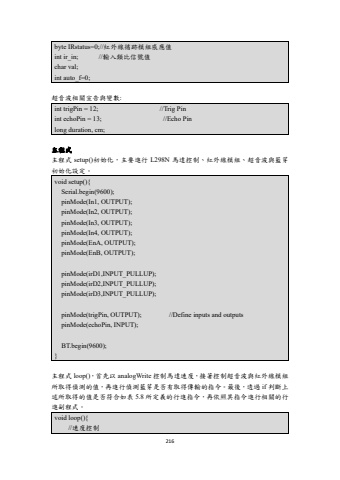 byte IRstatus=0;//紅外線循跡模組感應值
int ir_in; //輸入類比信號值
char val;
int auto_f=0;
超音波相關宣告與變數:
int trigPin = 12; //Trig Pin
int echoPin = 13; //Echo Pin
long duration, cm;
主程式
主程式 setup()初始化，主要進行 L298N 馬達控制、紅外線模組、超音波與藍芽
初始化設定。
void setup(){
Serial.begin(9600);
pinMode(In1, OUTPUT);
pinMode(In2, OUTPUT);
pinMode(In3, OUTPUT);
pinMode(In4, OUTPUT);
pinMode(EnA, OUTPUT);
pinMode(EnB, OUTPUT);
pinMode(irD1,INPUT_PULLUP);
pinMode(irD2,INPUT_PULLUP);
pinMode(irD3,INPUT_PULLUP);
pinMode(trigPin, OUTPUT); //Define inputs and outputs
pinMode(echoPin, INPUT);
BT.begin(9600);
}
主程式 loop()，首先以 analogWrite 控制馬達速度，接著控制超音波與紅外線模組
所取得偵測的值，再進行偵測藍芽是否有取得傳輸的指令。最後，透過 if 判斷上
述所取得的值是否符合如表 5.8 所定義的行進指令，再依照其指令進行相關的行
進副程式。
void loop(){
//速度控制
216